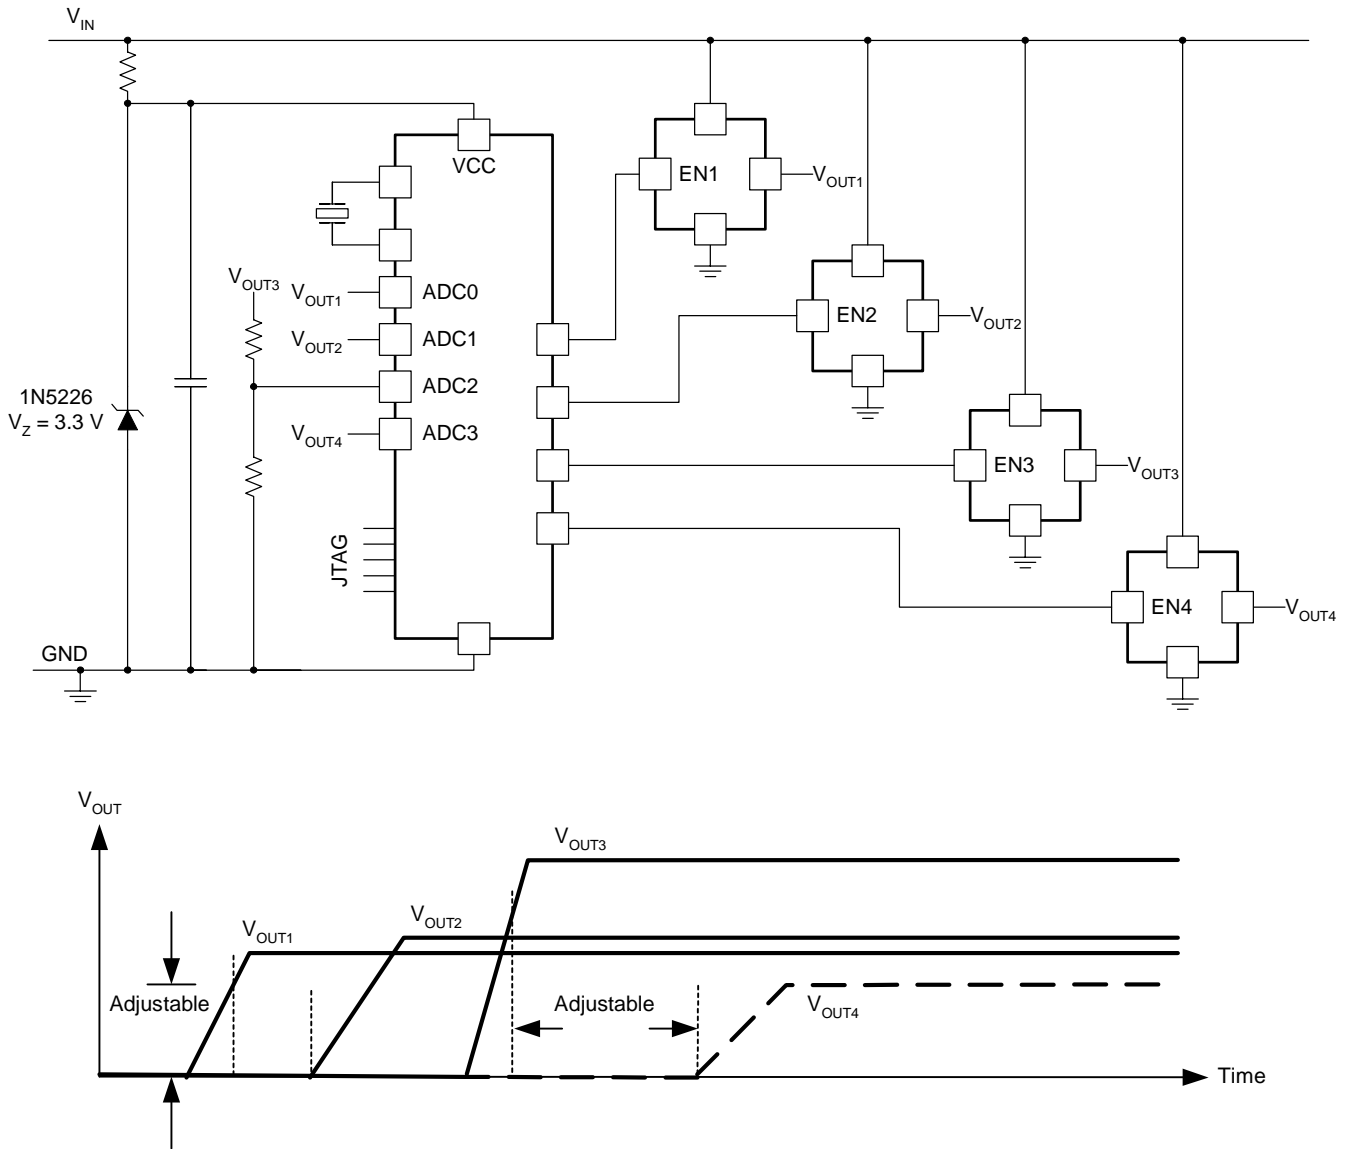 VIN
VCC
EN1
VOUT1
VOUT3
VOUT1
ADC0
EN2
VOUT2
VOUT2
ADC1
1N5226
VZ = 3.3 V
ADC2
VOUT4
ADC3
EN3
VOUT3
JTAG
EN4
VOUT4
GND
VOUT
VOUT3
VOUT2
VOUT1
Adjustable
Adjustable
VOUT4
Time